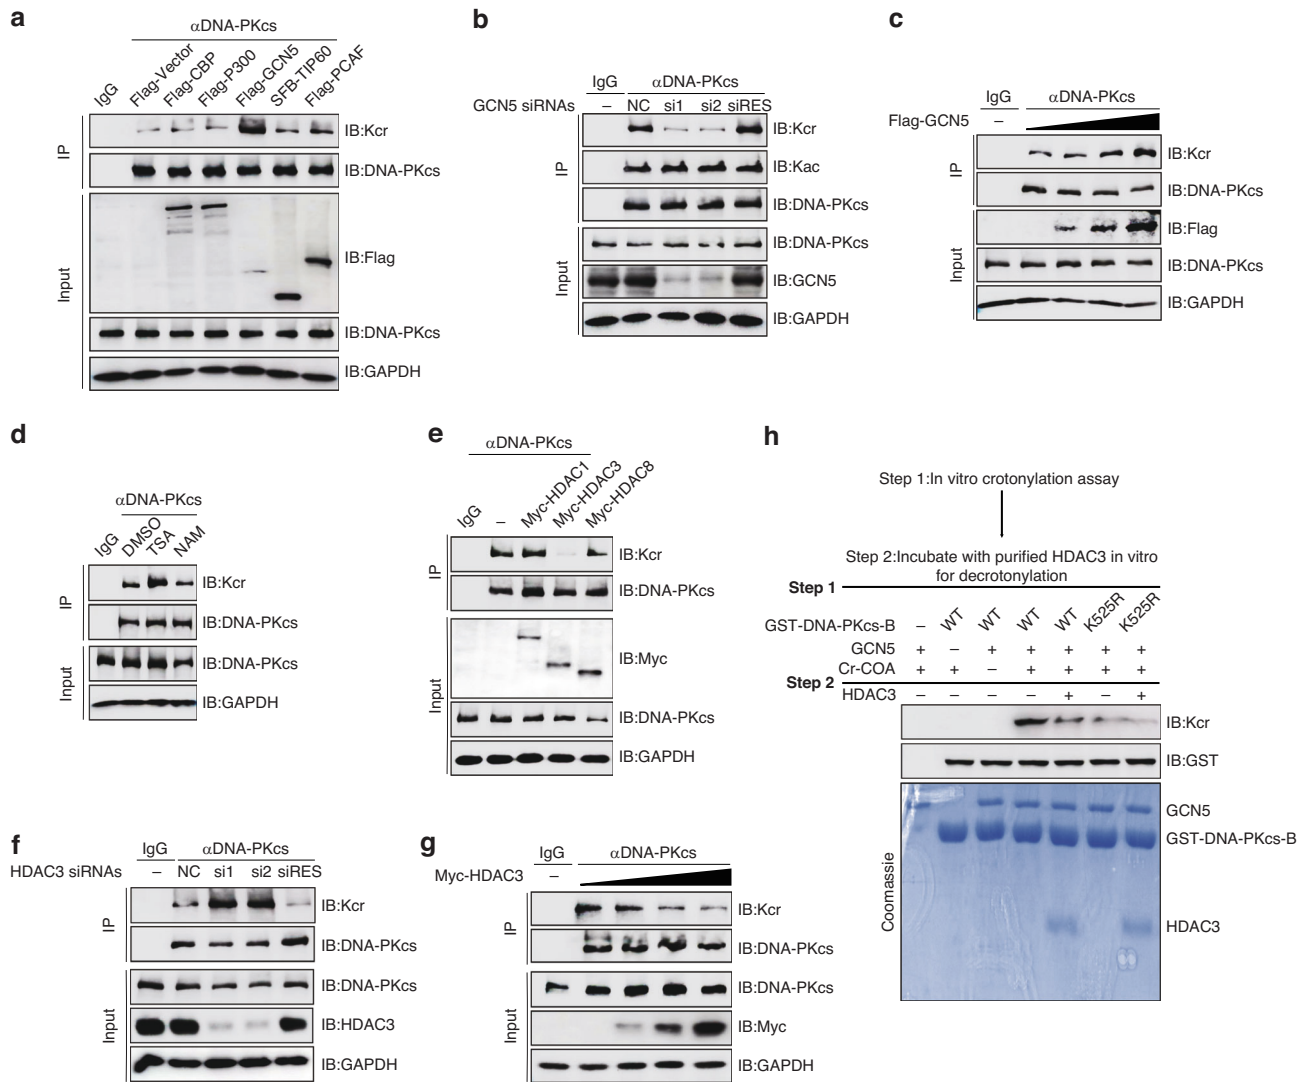 a
αDNA-PKcs
IgG
Flag-Vector
Flag-CBP
Flag-P300
Flag-GCN5
SFB-TIP60
Flag-PCAF
IP
IB:Kcr
IB:DNA-PKcs
Input
IB:Flag
IB:DNA-PKcs
IB:GAPDH
b
IgG αDNA-PKcs
GCN5 siRNAs – NC si1 si2 siRES
IP
IB:Kcr
IB:Kac
IB:DNA-PKcs
Input
IB:DNA-PKcs
IB:GCN5
IB:GAPDH
c
IgG αDNA-PKcs
Flag-GCN5 –
IP
IB:Kcr
IB:DNA-PKcs
Input
IB:Flag
IB:DNA-PKcs
IB:GAPDH
d
αDNA-PKcs
IgG
DMSO
TSA
NAM
IP
IB:Kcr
IB:DNA-PKcs
Input
IB:DNA-PKcs
IB:GAPDH
e
αDNA-PKcs
IgG
–
Myc-HDAC1
Myc-HDAC3
Myc-HDAC8
IP
IB:Kcr
IB:DNA-PKcs
Input
IB:Myc
IB:DNA-PKcs
IB:GAPDH
h
Step 1:In vitro crotonylation assay
Step 2:Incubate with purified HDAC3 in vitro
for decrotonylation
Step 1
GST-DNA-PKcs-B – WT WT WT WT K525R K525R
GCN5 + – + + + + +
Cr-COA + + – + + + +
Step 2
HDAC3 – – – – + – +
IB:Kcr
IB:GST
Coomassie
GCN5
GST-DNA-PKcs-B
HDAC3
f
IgG αDNA-PKcs
HDAC3 siRNAs – NC si1 si2 siRES
IP
IB:Kcr
IB:DNA-PKcs
Input
IB:DNA-PKcs
IB:HDAC3
IB:GAPDH
g
IgG αDNA-PKcs
Myc-HDAC3 –
IP
IB:Kcr
IB:DNA-PKcs
Input
IB:DNA-PKcs
IB:Myc
IB:GAPDH